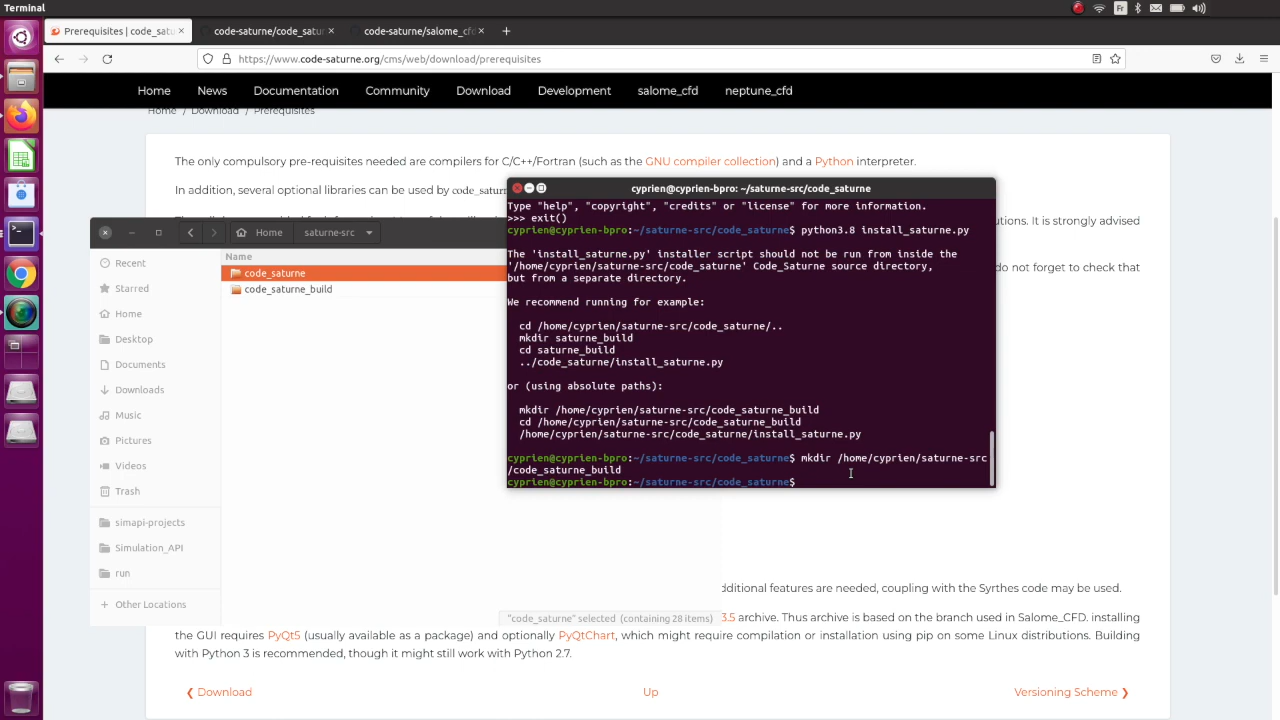 Terminal
Fr
Prerequisites | code_satu
code-saturne/code_satur
code-saturne/salome_cfd
https://www.code-saturne.org/cms/web/download/prerequisites
Home News Documentation Community Download Development salome_cfd neptune_cfd
Home / Download / Prerequisites
The only compulsory pre-requisites needed are compilers for C/C++/Fortran (such as the GNU compiler collection) and a Python interpreter.
In addition, several optional libraries can be used by code_saturn
utions. It is strongly advised
do not forget to check that
Home saturne-src
Recent
Starred
Home
Desktop
Documents
Downloads
Music
Pictures
Videos
Trash
simapi-projects
Simulation_API
run
Other Locations
Name
code_saturne
code_saturne_build
"code_saturne" selected (containing 28 items)
cyprien@cyprien-bpro: ~/saturne-src/code_saturne
Type "help", "copyright", "credits" or "license" for more information.
>>> exit()
cyprien@cyprien-bpro:~/saturne-src/code_saturne$ python3.8 install_saturne.py
The 'install_saturne.py' installer script should not be run from inside the
'/home/cyprien/saturne-src/code_saturne' Code_Saturne source directory,
but from a separate directory.
We recommend running for example:
cd /home/cyprien/saturne-src/code_saturne/..
mkdir saturne_build
cd saturne_build
../code_saturne/install_saturne.py
or (using absolute paths):
mkdir /home/cyprien/saturne-src/code_saturne_build
cd /home/cyprien/saturne-src/code_saturne_build
/home/cyprien/saturne-src/code_saturne/install_saturne.py
cyprien@cyprien-bpro:~/saturne-src/code_saturne$ mkdir /home/cyprien/saturne-src
/code_saturne_build
cyprien@cyprien-bpro:~/saturne-src/code_saturne$
dditional features are needed, coupling with the Syrthes code may be used.
3.5 archive. Thus archive is based on the branch used in Salome_CFD. installing
the GUI requires PyQt5 (usually available as a package) and optionally PyQtChart, which might require compilation or installation using pip on some Linux distributions. Building
with Python 3 is recommended, though it might still work with Python 2.7.
❮ Download Up Versioning Scheme ❯